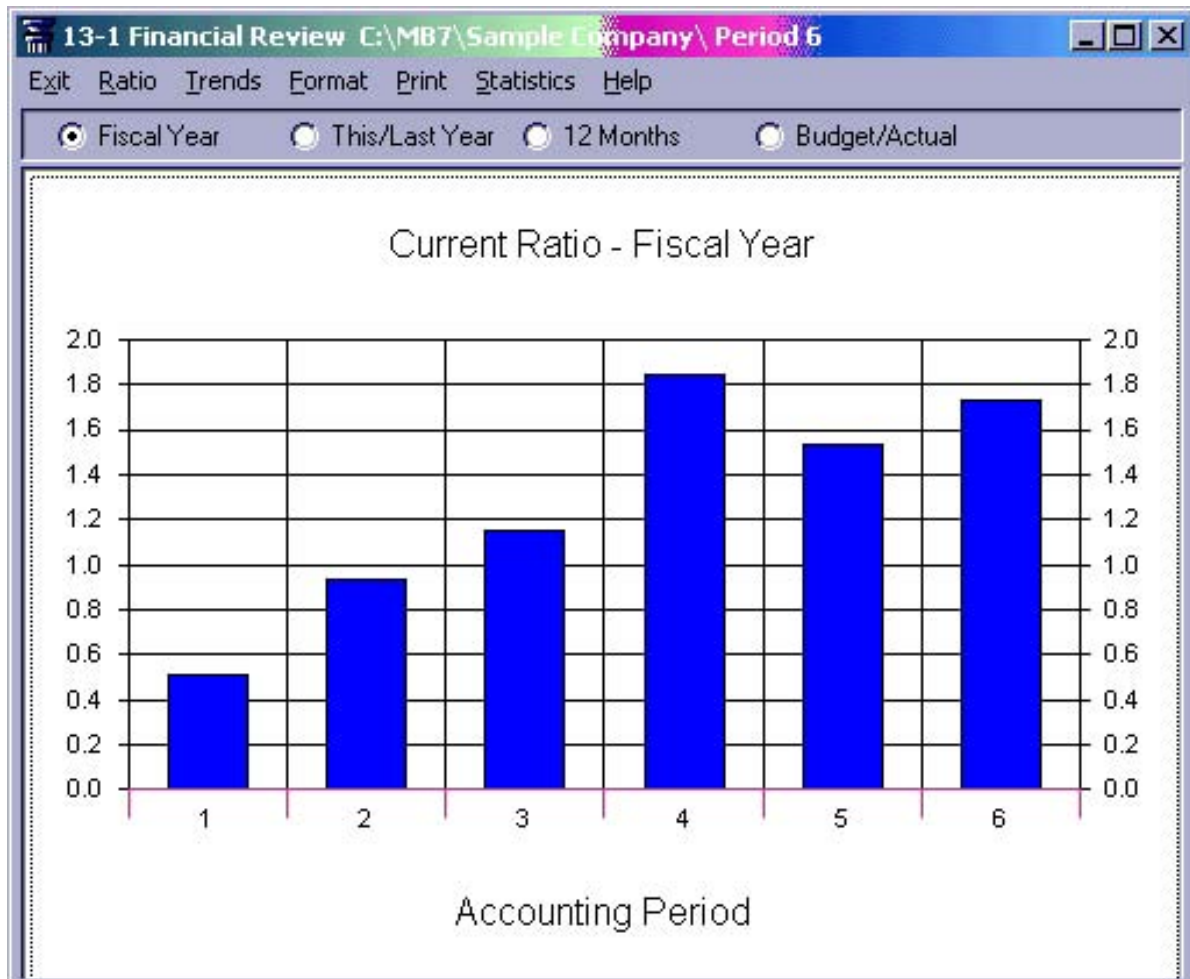 13-1 Financial Review C:\MB7\Sample Company\ Period 6
Exit Ratio Trends Format Print Statistics Help
Fiscal Year This/Last Year 12 Months Budget/Actual
Current Ratio - Fiscal Year
2.0 2.0
1.8 1.8
1.6 1.6
1.4 1.4
1.2 1.2
1.0 1.0
0.8 0.8
0.6 0.6
0.4 0.4
0.2 0.2
0.0 0.0
1 2 3 4 5 6
Accounting Period